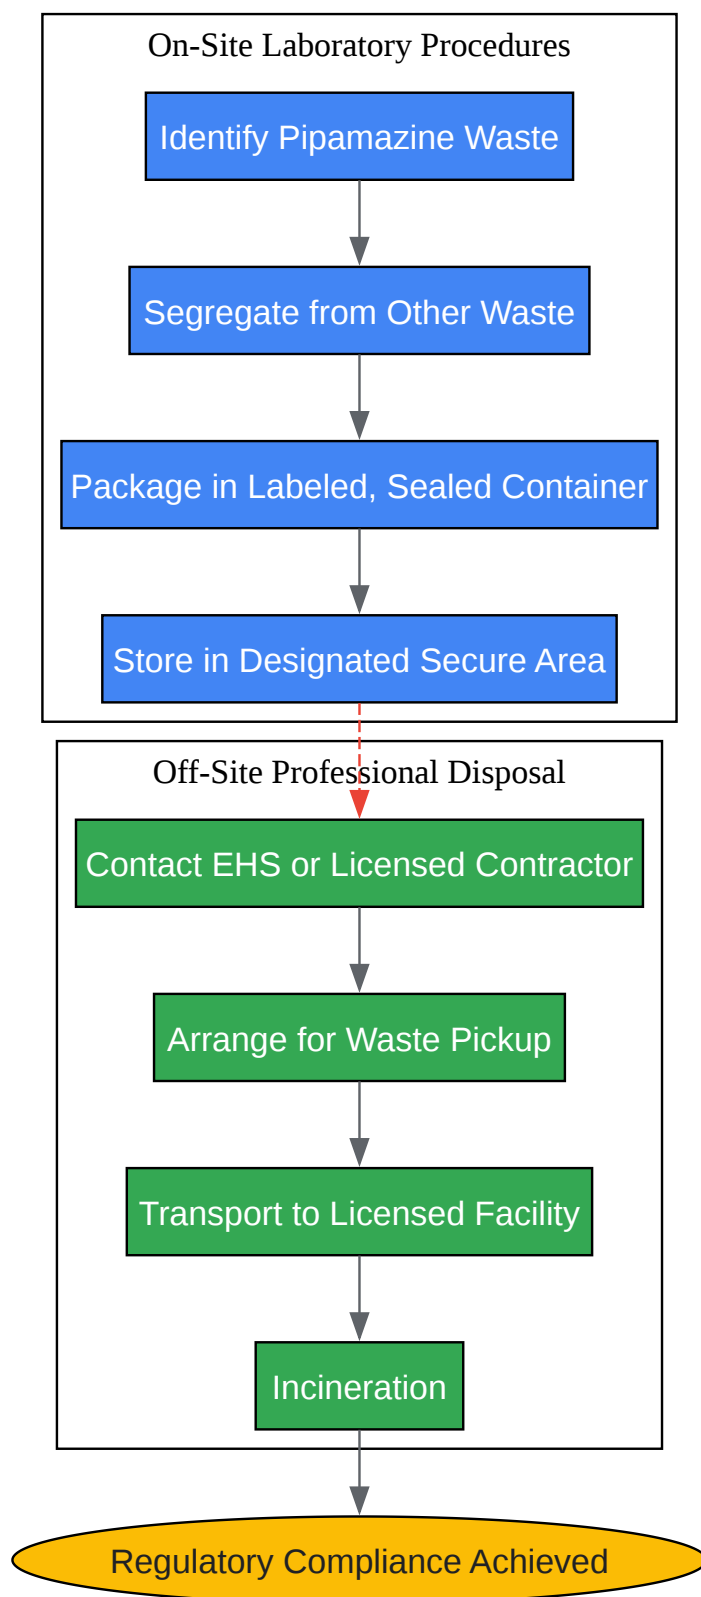 On-Site Laboratory Procedures
Identify Pipamazine Waste
Segregate from Other Waste
Package in Labeled, Sealed Container
Store in Designated Secure Area
Off-Site Professional Disposal
Contact EHS or Licensed Contractor
Arrange for Waste Pickup
Transport to Licensed Facility
Incineration
Regulatory Compliance Achieved